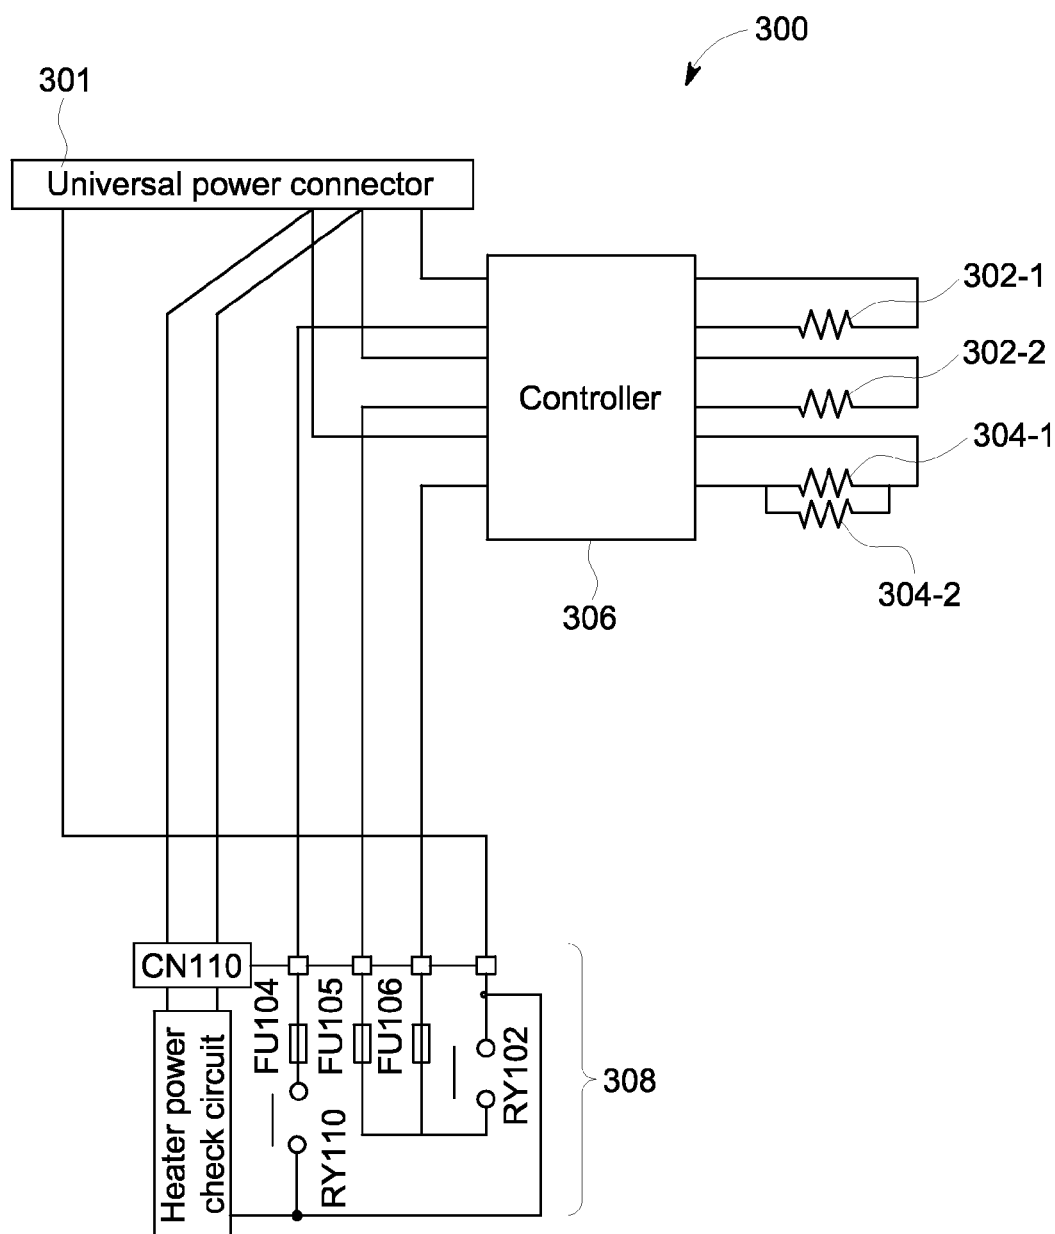 300
301
Universal power connector
302-1
302-2
Controller
304-1
304-2
306
CN110
FU104
FU105
FU106
RY102
RY110
308
Heater power
check circuit